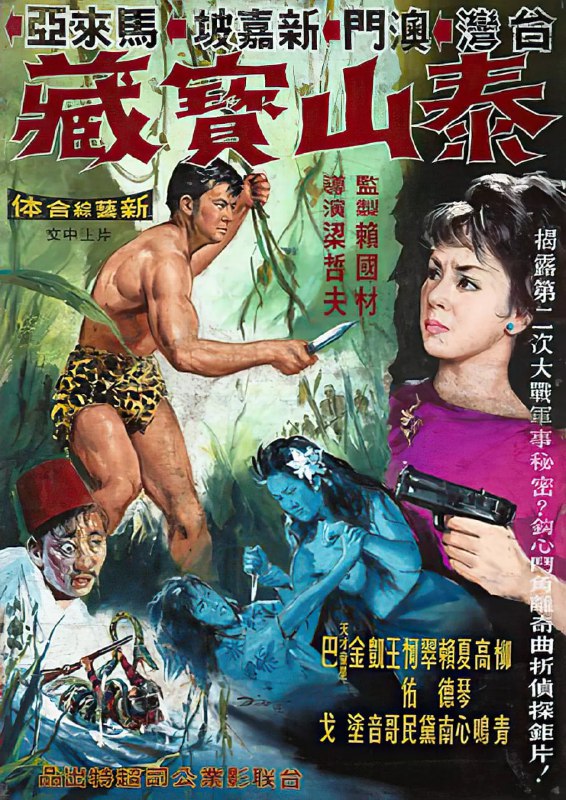 台灣 澳門 新嘉坡 馬來亞
泰山寶藏
新藝綜合体
片上中文
監製賴國材
導演梁哲夫
揭露第二次大戰軍事秘密？鈎心鬥角離奇曲折偵探鉅片！
柳青
高鳴
夏琴心
賴德南
翠黛
柯佑民
王哥
凱音
金塗
天才童星
巴戈
台联影業公司超特出品